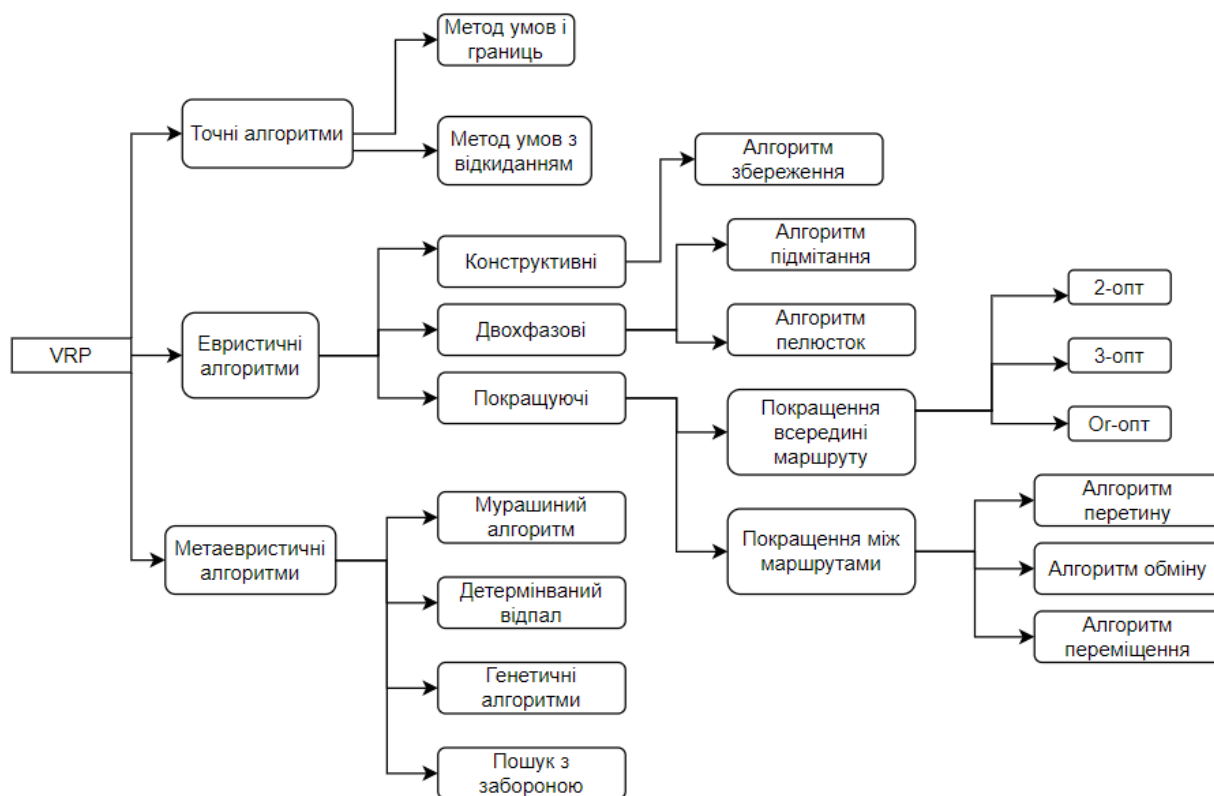 VRP
Точні алгоритми
Метод умов і
границь
Метод умов з
відкиданням
Евристичні
алгоритми
Конструктивні
Алгоритм
збереження
Двохфазові
Алгоритм
підмітання
Алгоритм
пелюсток
Покращуючі
Покращення
всередині
маршруту
2-опт
3-опт
Or-опт
Покращення між
маршрутами
Алгоритм
перетину
Алгоритм обміну
Алгоритм
переміщення
Метаевристичні
алгоритми
Мурашиний
алгоритм
Детермінваний
відпал
Генетичні
алгоритми
Пошук з
забороною